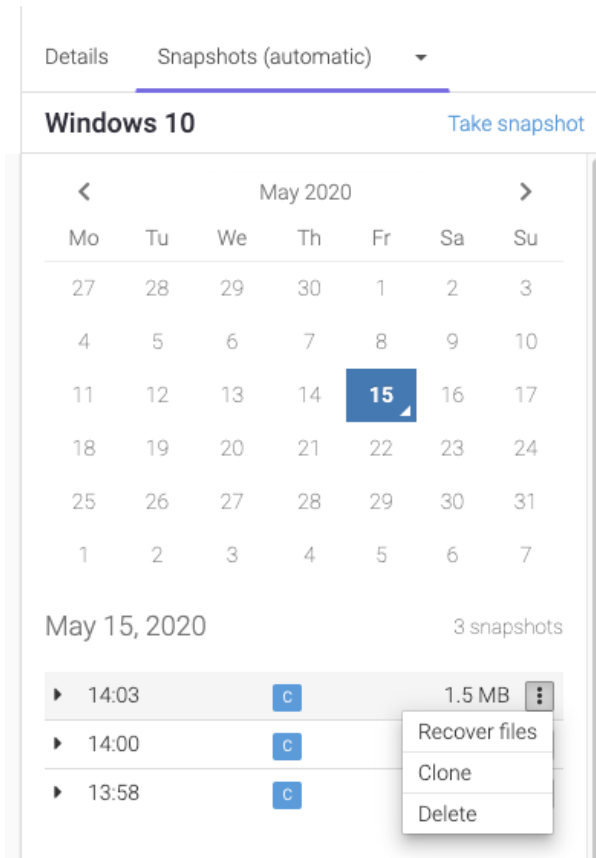 Details Snapshots (automatic)
Windows 10 Take snapshot
May 2020
Mo Tu We Th Fr Sa Su
27 28 29 30 1 2 3
4 5 6 7 8 9 10
11 12 13 14 15 16 17
18 19 20 21 22 23 24
25 26 27 28 29 30 31
1 2 3 4 5 6 7
May 15, 2020 3 snapshots
14:03 C 1.5 MB
Recover files
14:00 C
Clone
13:58 C
Delete